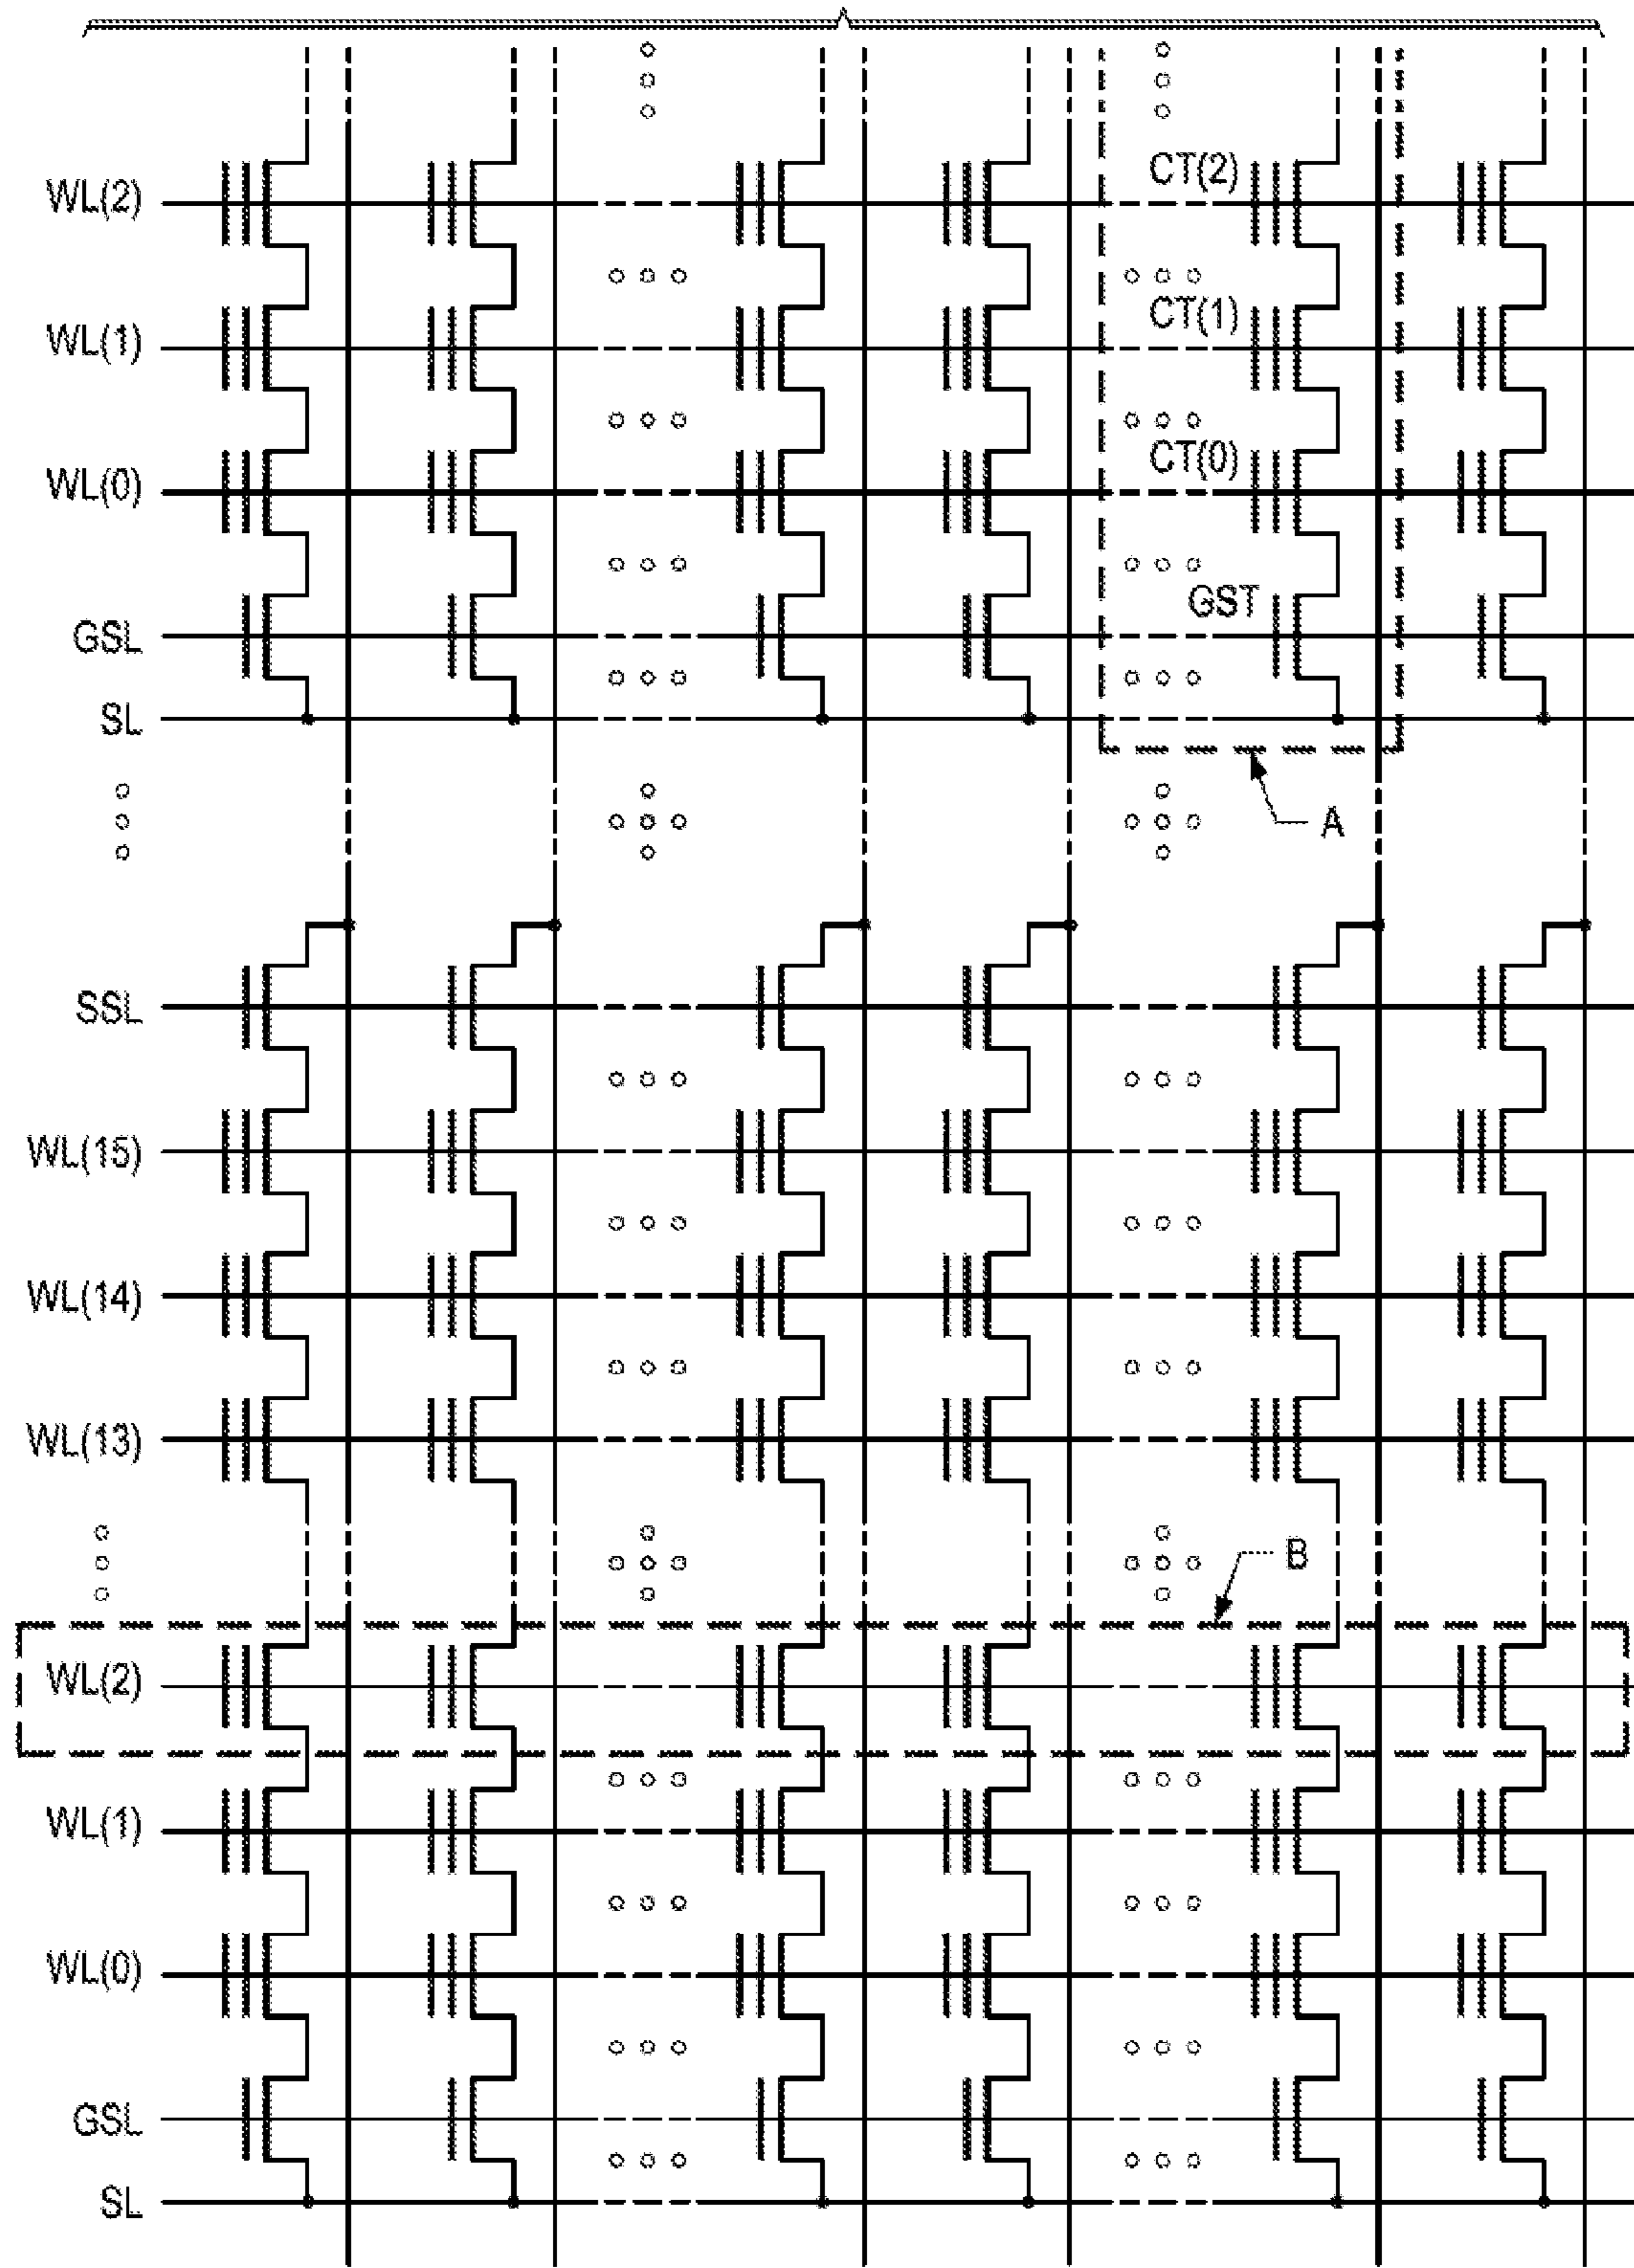 WL(2)
CT(2)
WL(1)
CT(1)
WL(0)
CT(0)
GSL
GST
SL
A
SSL
WL(15)
WL(14)
WL(13)
B
WL(2)
WL(1)
WL(0)
GSL
SL